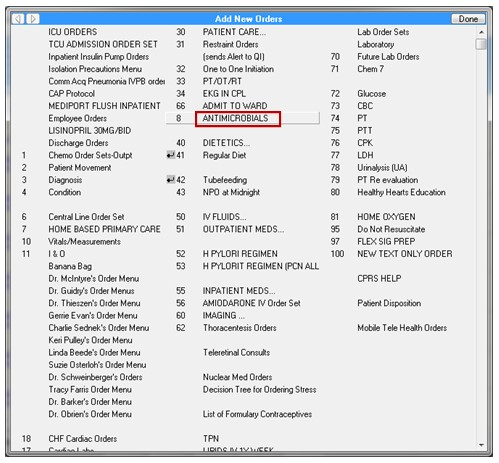 Add New Orders
Done
ICU ORDERS 30 PATIENT CARE... Lab Order Sets
TCU ADMISSION ORDER SET 31 Restraint Orders Laboratory
Inpatient Insulin Pump Orders (sends Alert to QI) 70 Future Lab Orders
Isolation Precautions Menu 32 One to One Initiation 71 Chem 7
Comm Acq Pneumonia IVPB order 33 PT/OT/RT
CAP Protocol 34 EKG IN CPL 72 Glucose
MEDIPORT FLUSH INPATIENT 66 ADMIT TO WARD 73 CBC
Employee Orders 8 ANTIMICROBIALS 74 PT
LISINOPRIL 30MG/BID 75 PTT
Discharge Orders 40 DIETETICS... 76 CPK
1 Chemo Order Sets-Outpt 41 Regular Diet 77 LDH
2 Patient Movement 78 Urinalysis (UA)
3 Diagnosis 42 Tubefeeding 79 PT Re evaluation
4 Condition 43 NPO at Midnight 80 Healthy Hearts Education
6 Central Line Order Set 50 IV FLUIDS... 81 HOME OXYGEN
7 HOME BASED PRIMARY CARE 51 OUTPATIENT MEDS... 95 Do Not Resuscitate
10 Vitals/Measurements 97 FLEX SIG PREP
11 I & O 52 H PYLORI REGIMEN 100 NEW TEXT ONLY ORDER
Banana Bag 53 H PYLORIT REGIMEN (PCN ALL
Dr. McIntyre's Order Menu CPRS HELP
Dr. Guidry's Order Menus 55 INPATIENT MEDS...
Dr. Thieszen's Order Menu 56 AMIODARONE IV Order Set Patient Disposition
Gerrie Evan's Order Menu 60 IMAGING ...
Charlie Sednek's Order Menu 62 Thoracentesis Orders Mobile Tele Health Orders
Keri Pulley's Order Menu
Linda Beede's Order Menu Teleretinal Consults
Suzie Osterloh's Order Menu
Dr. Schweinberger's Orders Nuclear Med Orders
Tracy Farris Order Menu Decision Tree for Ordering Stress
Dr. Barker's Order Menu
Dr. Obrien's Order Menu List of Formulary Contraceptives
18 CHF Cardiac Orders TPN
17 Cardiac Labs LIPIDS IV 1X WEEK